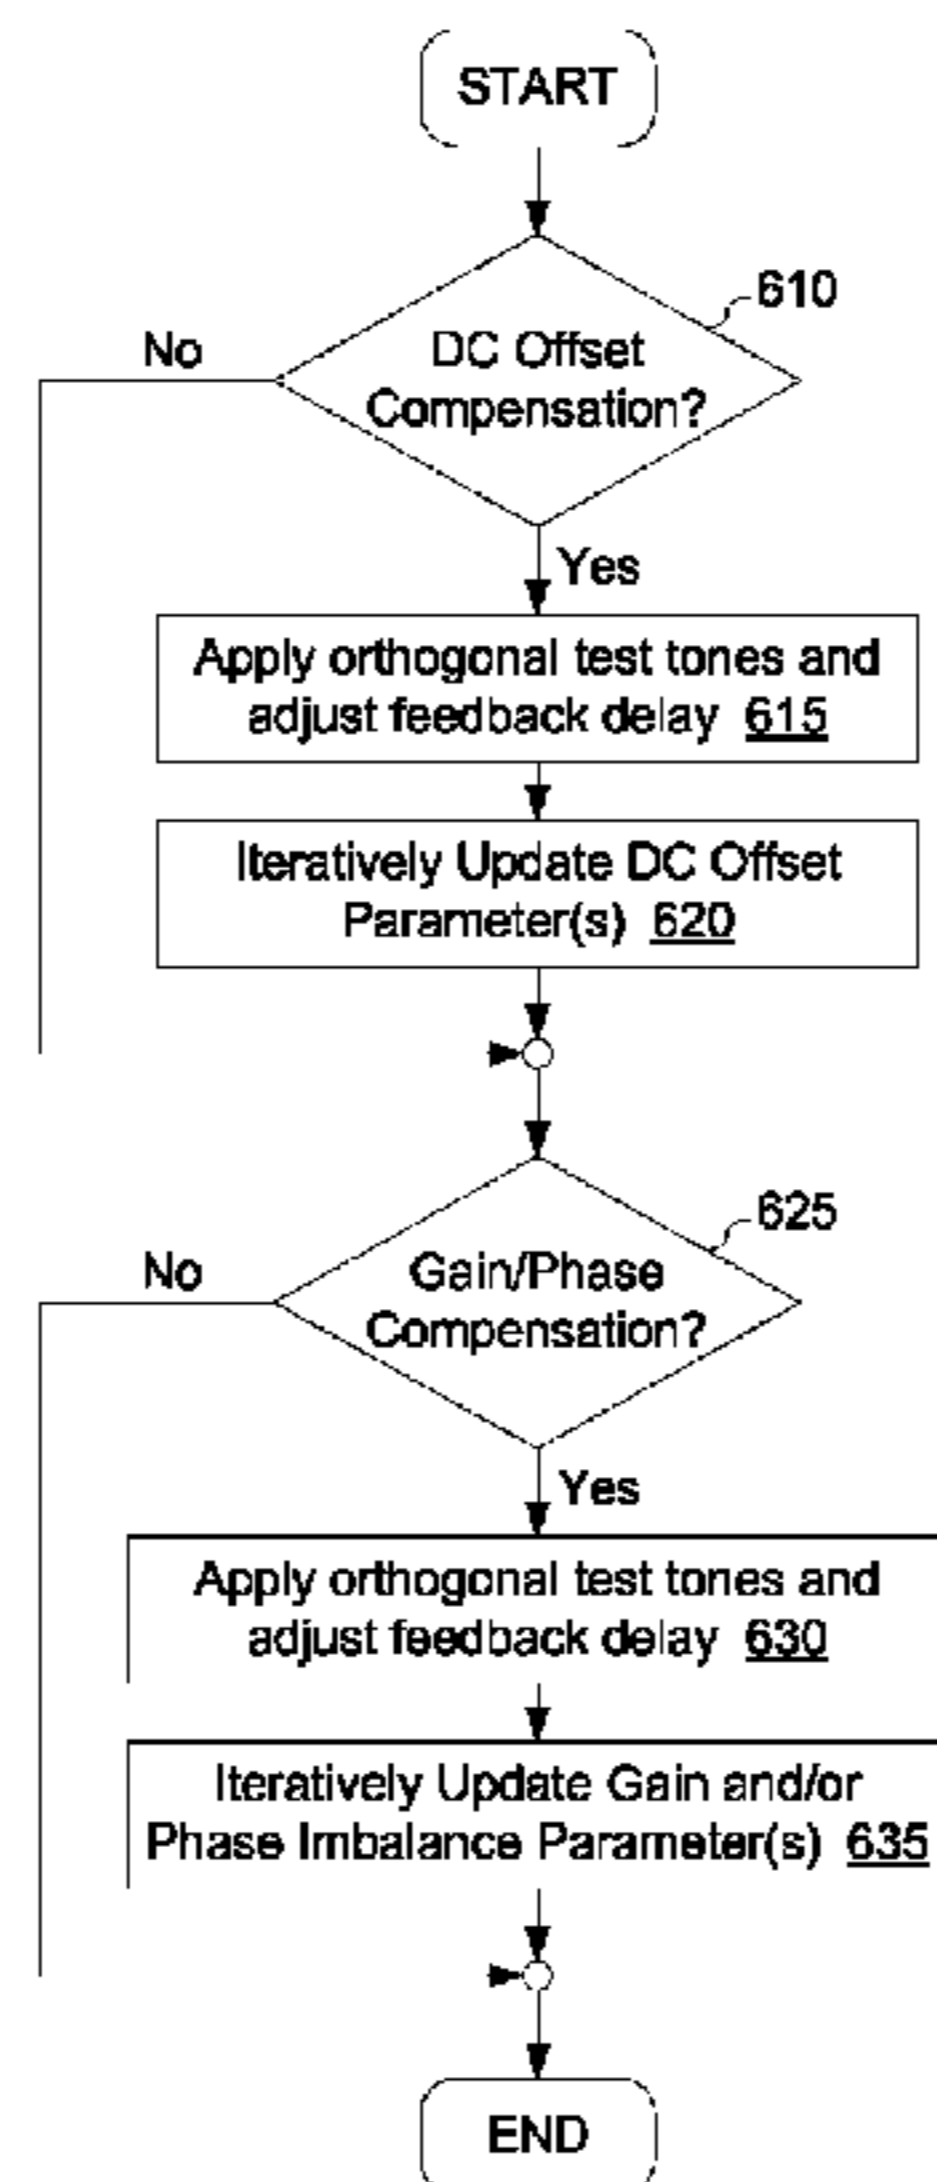 START
610
No
DC Offset
Compensation?
Yes
Apply orthogonal test tones and
adjust feedback delay 615
Iteratively Update DC Offset
Parameter(s) 620
625
No
Gain/Phase
Compensation?
Yes
Apply orthogonal test tones and
adjust feedback delay 630
Iteratively Update Gain and/or
Phase Imbalance Parameter(s) 635
END